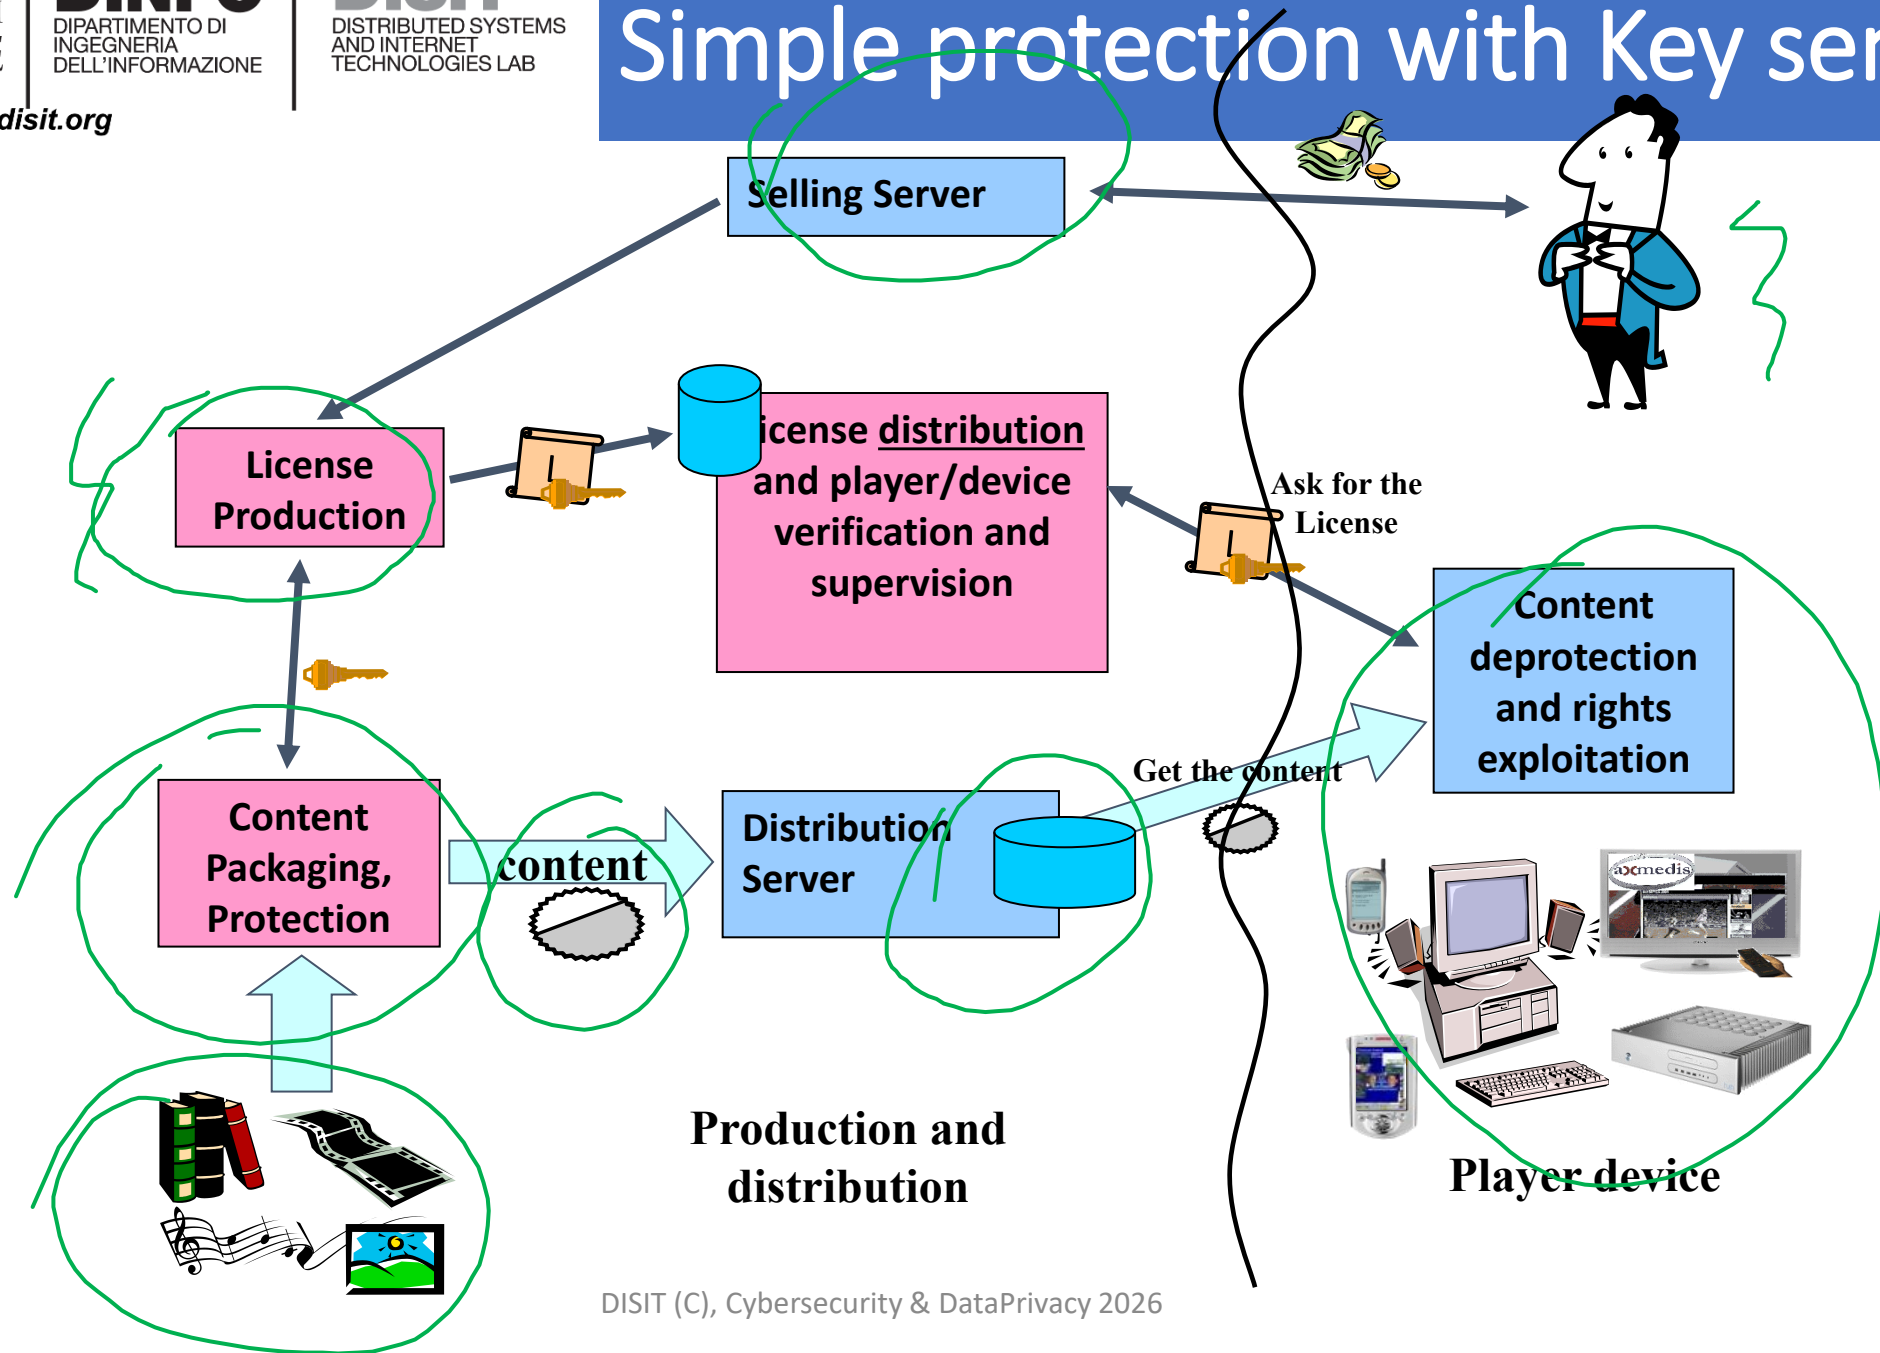 DIPARTIMENTO DI
INGEGNERIA
DELL'INFORMAZIONE
DISTRIBUTED SYSTEMS
AND INTERNET
TECHNOLOGIES LAB
disit.org
Simple protection with Key ser
Selling Server
License
Production
L
icense distribution
and player/device
verification and
supervision
Ask for the
License
L
Content
deprotection
and rights
exploitation
Get the content
Content
Packaging,
Protection
content
Distribution
Server
axmedis
Production and
distribution
Player device
DISIT (C), Cybersecurity & DataPrivacy 2026